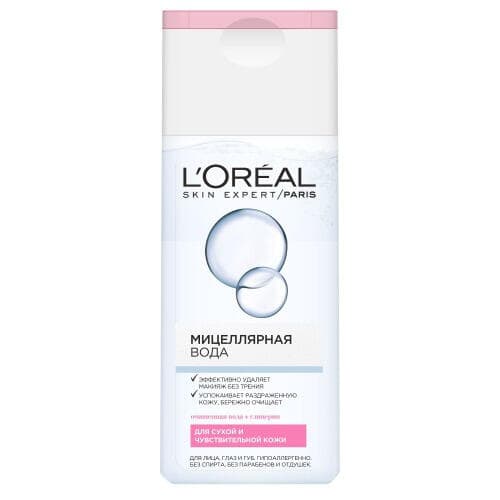 L'ORÉAL
SKIN EXPERT/PARIS
МИЦЕЛЛЯРНАЯ
ВОДА
ЭФФЕКТИВНО УДАЛЯЕТ
МАКИЯЖ БЕЗ ТРЕНИЯ
УСПОКАИВАЕТ РАЗДРАЖЕННУЮ
КОЖУ, БЕРЕЖНО ОЧИЩАЕТ
очищенная вода + глицерин
ДЛЯ СУХОЙ И
ЧУВСТВИТЕЛЬНОЙ КОЖИ
ДЛЯ ЛИЦА, ГЛАЗ И ГУБ. ГИПОАЛЛЕРГЕННО.
БЕЗ СПИРТА, БЕЗ ПАРАБЕНОВ И ОТДУШЕК.